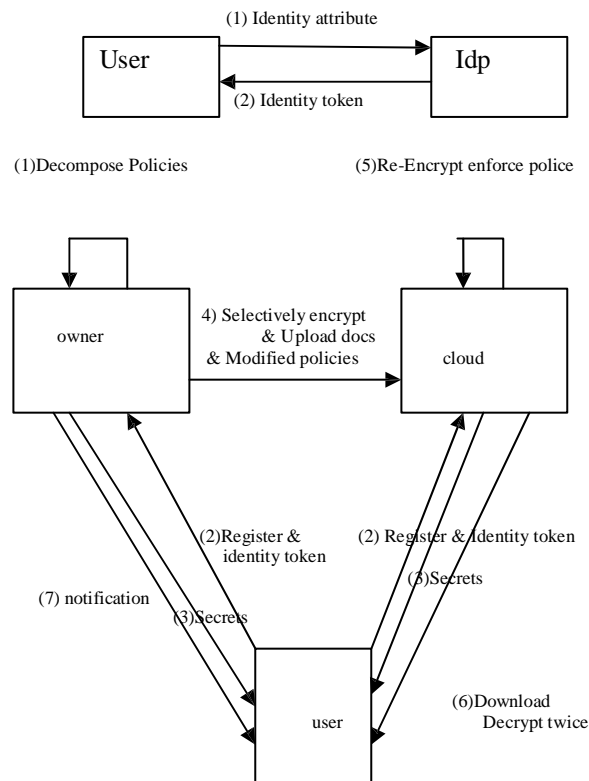 (1) Identity attribute
User
Idp
(2) Identity token
(1)Decompose Policies
(5)Re-Encrypt enforce police
4) Selectively encrypt
& Upload docs
& Modified policies
owner
cloud
(2)Register &
identity token
(2) Register & Identity token
(3)Secrets
(7) notification
(3)Secrets
(6)Download
Decrypt twice
user